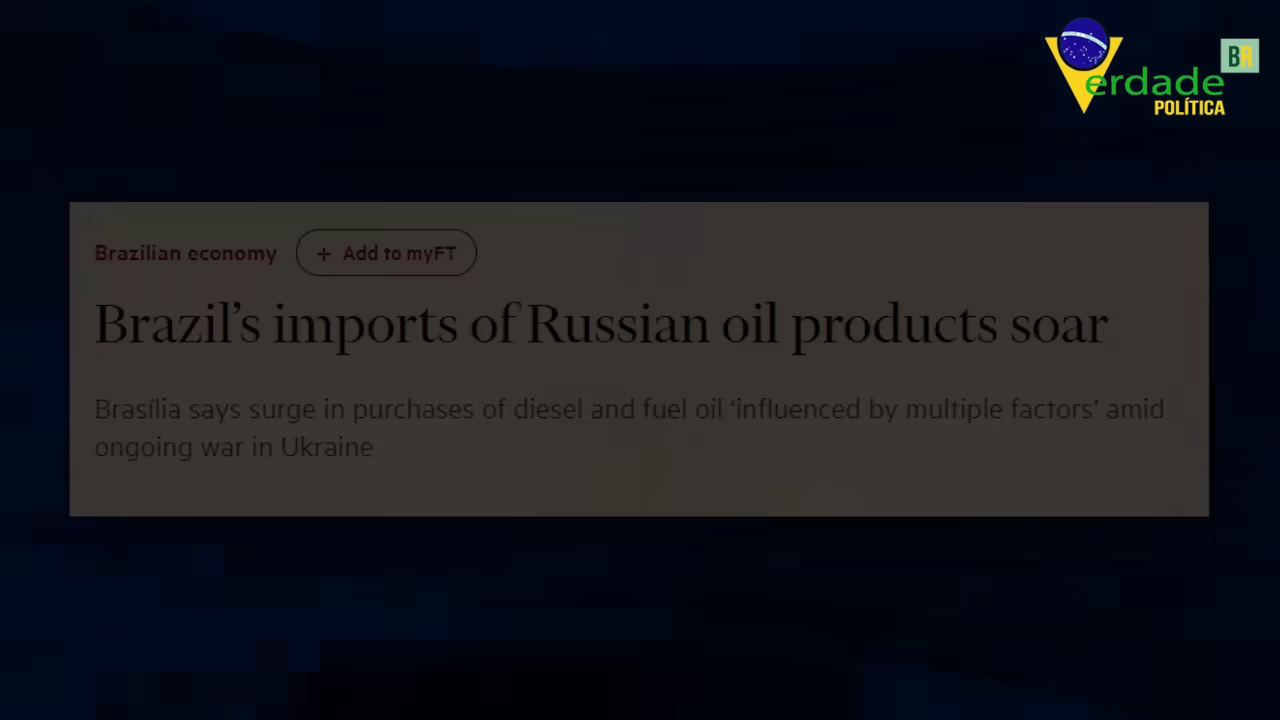 BR
Verdade
POLÍTICA
Brazilian economy + Add to myFT
Brazil’s imports of Russian oil products soar
Brasília says surge in purchases of diesel and fuel oil ‘influenced by multiple factors’ amid
ongoing war in Ukraine